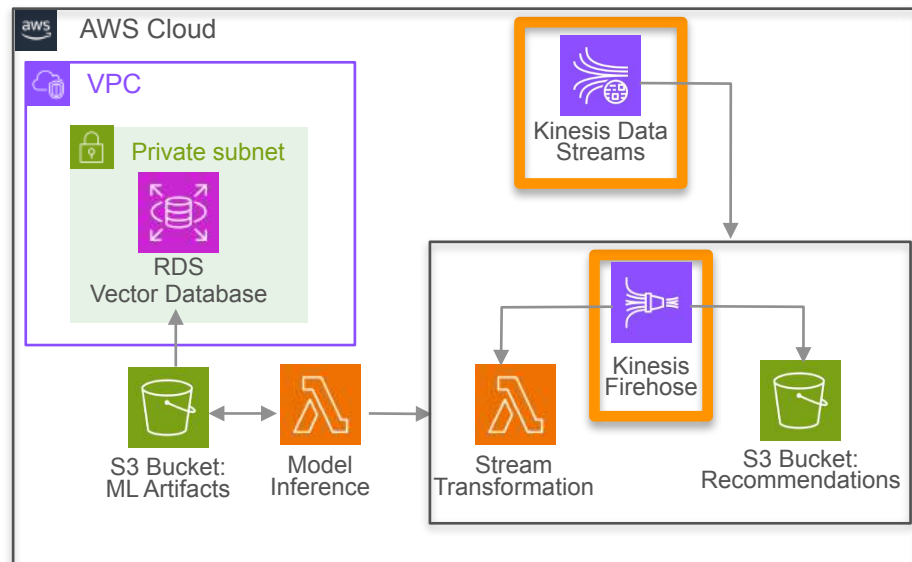 aws
AWS Cloud
VPC
Private subnet
RDS
Vector Database
Kinesis Data
Streams
Kinesis
Firehose
S3 Bucket:
ML Artifacts
Model
Inference
Stream
Transformation
S3 Bucket:
Recommendations